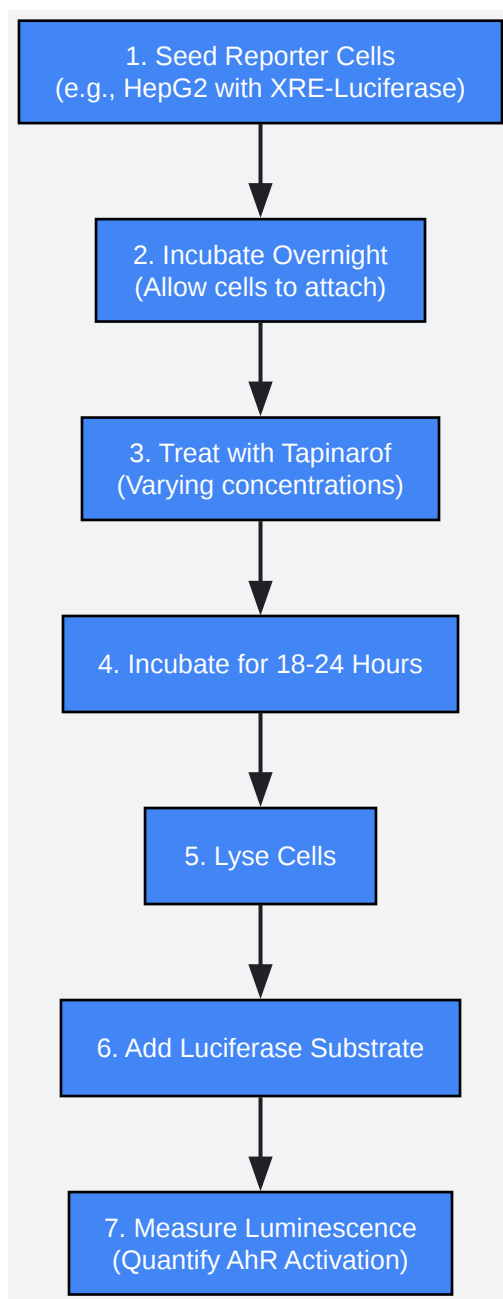 1. Seed Reporter Cells
(e.g., HepG2 with XRE-Luciferase)
2. Incubate Overnight
(Allow cells to attach)
3. Treat with Tapinarof
(Varying concentrations)
4. Incubate for 18-24 Hours
5. Lyse Cells
6. Add Luciferase Substrate
7. Measure Luminescence
(Quantify AhR Activation)